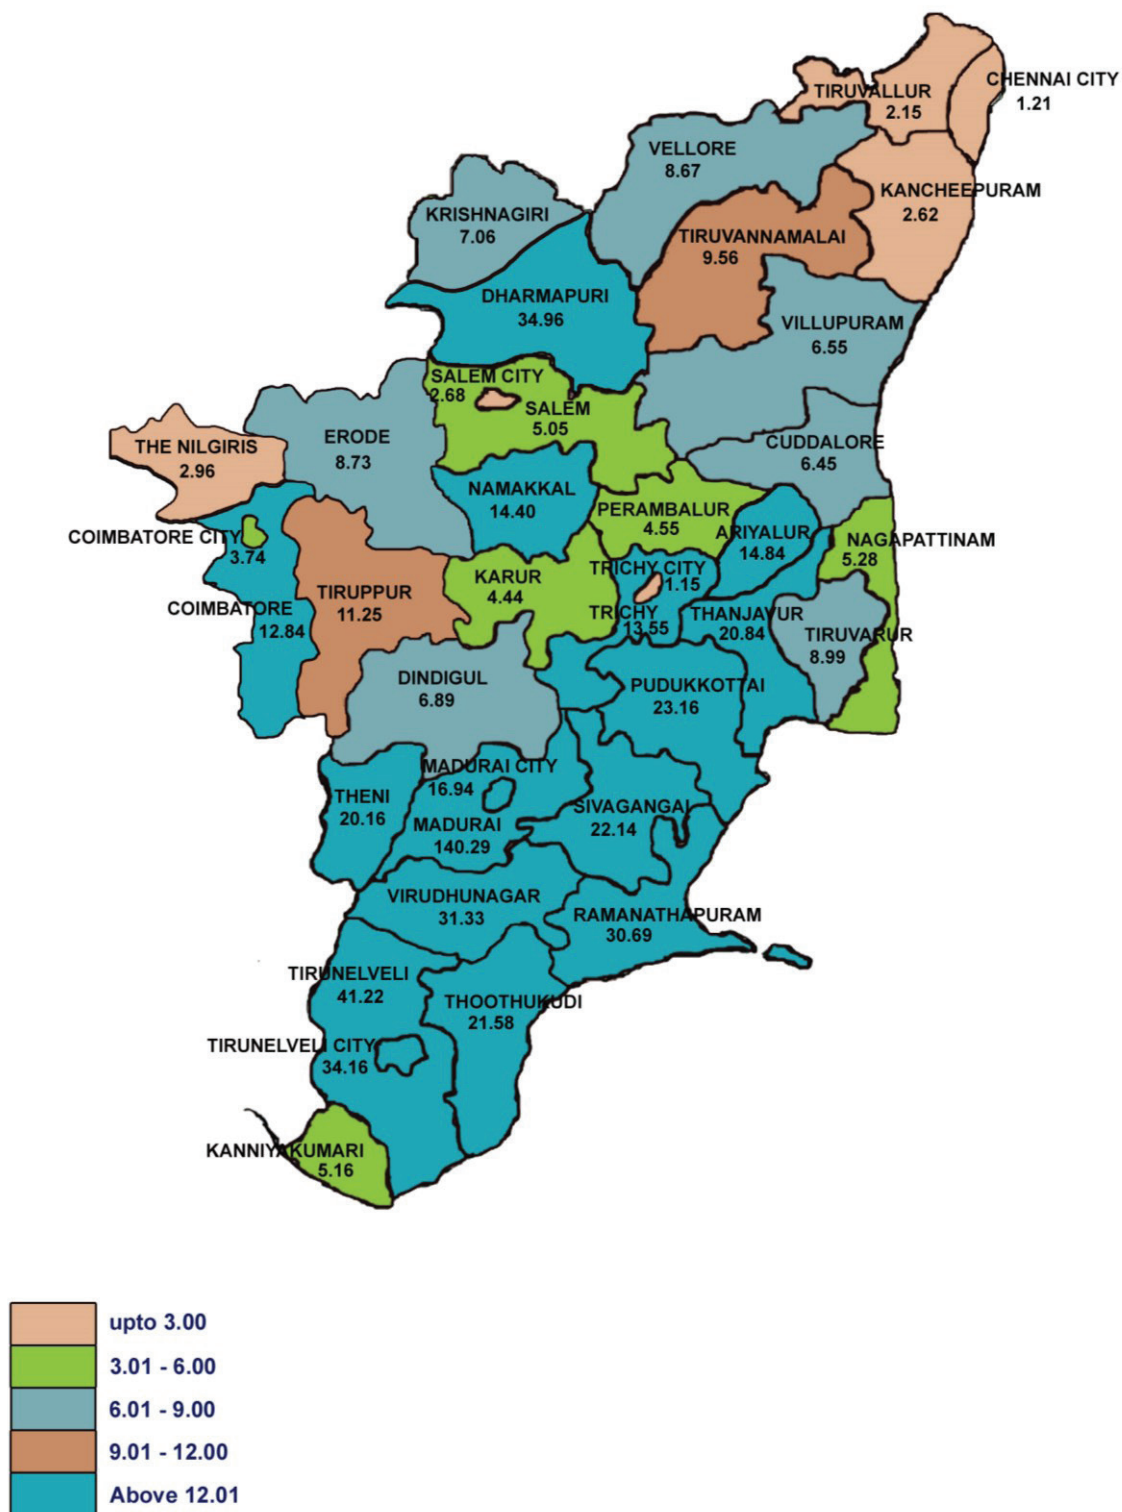 CHENNAI CITY
1.21
TIRUVALLUR
2.15
VELLORE
8.67
KANCHEEPURAM
2.62
KRISHNAGIRI
7.06
TIRUVANNAMALAI
9.56
DHARMAPURI
34.96
VILLUPURAM
6.55
SALEM CITY
2.68
SALEM
5.05
ERODE
8.73
CUDDALORE
6.45
THE NILGIRIS
2.96
NAMAKKAL
14.40
PERAMBALUR
4.55
ARIYALUR
14.84
NAGAPATTINAM
5.28
COIMBATORE CITY
3.74
TRICHY CITY
1.15
KARUR
4.44
TIRUPPUR
11.25
COIMBATORE
12.84
TRICHY
13.55
THANJAVUR
20.84
TIRUVARUR
8.99
DINDIGUL
6.89
PUDUKKOTTAI
23.16
MADURAI CITY
16.94
THENI
20.16
SIVAGANGAI
22.14
MADURAI
140.29
VIRUDHUNAGAR
31.33
RAMANATHAPURAM
30.69
TIRUNELVELI
41.22
THOOTHUKUDI
21.58
TIRUNELVELI CITY
34.16
KANNIYAKUMARI
5.16
upto 3.00
3.01 - 6.00
6.01 - 9.00
9.01 - 12.00
Above 12.01